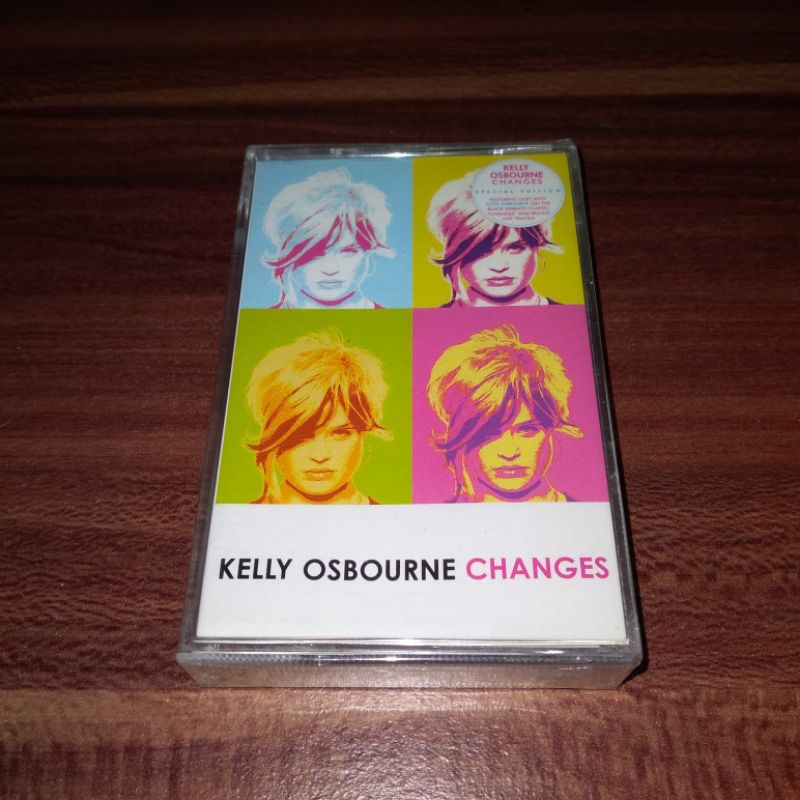 KELLY
OSBOURNE
CHANGES
SPECIAL EDITION
FEATURING DUET WITH
OZZY OSBOURNE ON THE
BLACK SABBATH CLASSIC
"CHANGES" AND BONUS
LIVE TRACKS
KELLY OSBOURNE CHANGES